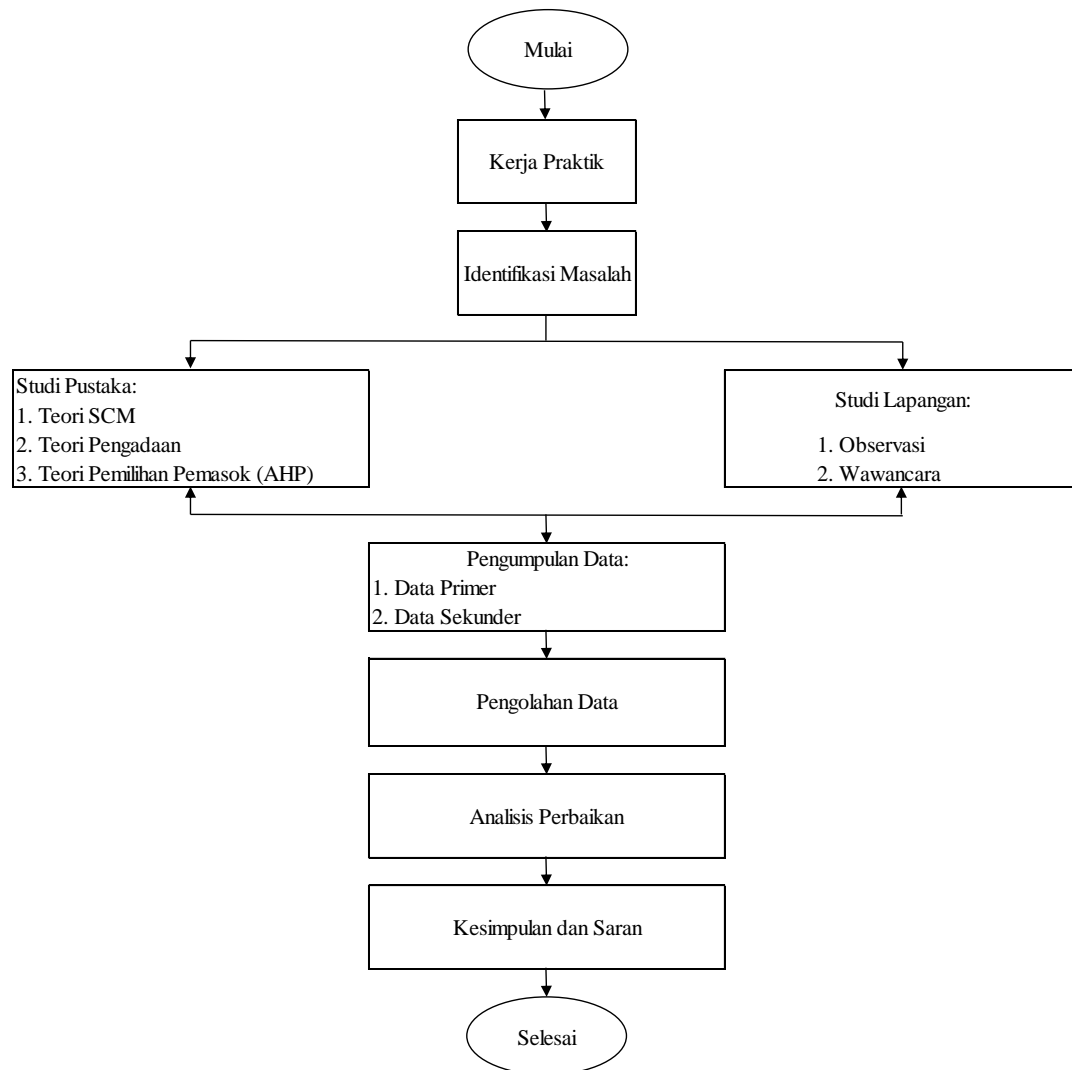 Mulai
Kerja Praktik
Identifikasi Masalah
Studi Pustaka:
1. Teori SCM
2. Teori Pengadaan
3. Teori Pemilihan Pemasok (AHP)
Studi Lapangan:
1. Observasi
2. Wawancara
Pengumpulan Data:
1. Data Primer
2. Data Sekunder
Pengolahan Data
Analisis Perbaikan
Kesimpulan dan Saran
Selesai